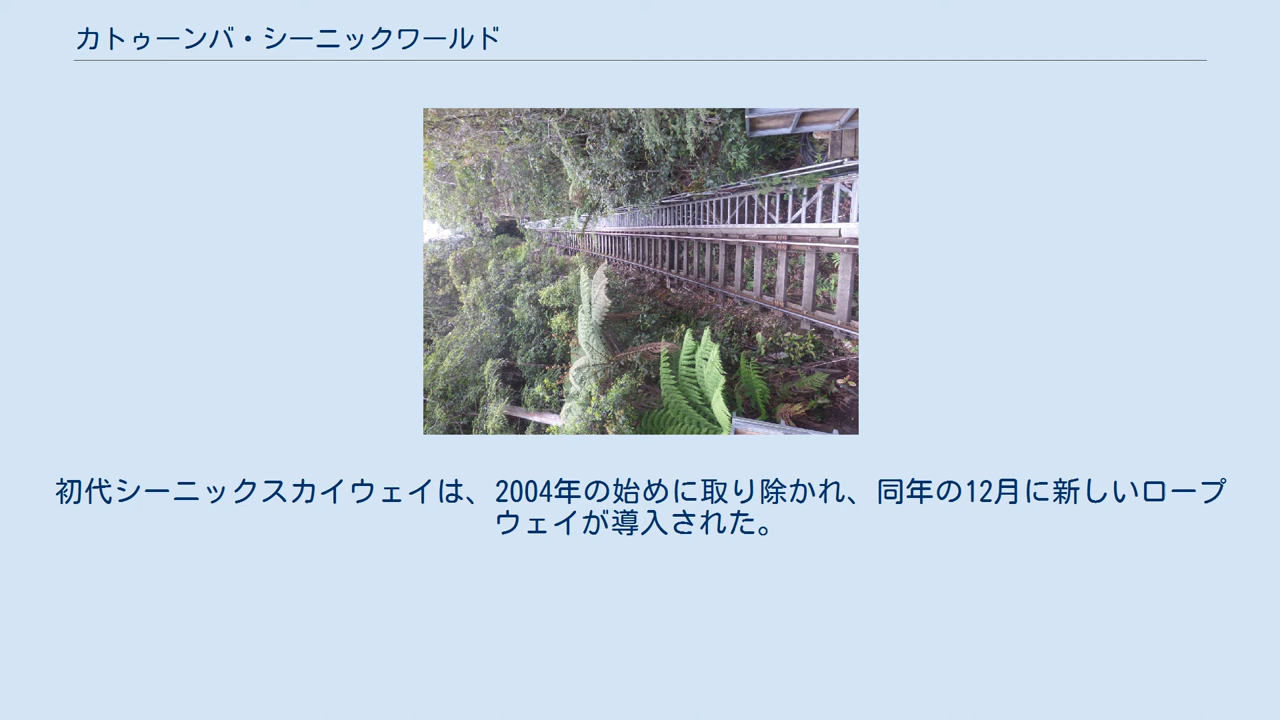 カトゥーンバ・シーニックワールド
初代シーニックスカイウェイは、2004年の始めに取り除かれ、同年の12月に新しいロープ
ウェイが導入された。